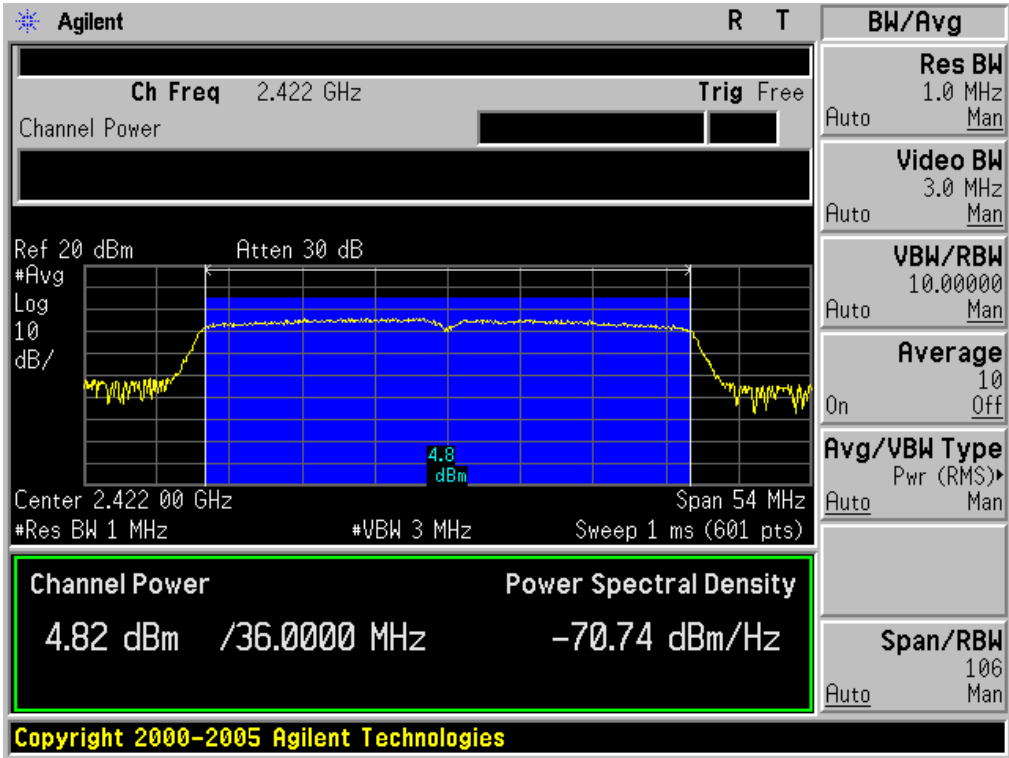 Agilent R T
Ch Freq 2.422 GHz Trig Free
Channel Power
Ref 20 dBm Atten 30 dB
#Avg
Log
10
dB/
4.8
dBm
Center 2.422 00 GHz Span 54 MHz
#Res BW 1 MHz #VBW 3 MHz Sweep 1 ms (601 pts)
Channel Power Power Spectral Density
4.82 dBm /36.0000 MHz -70.74 dBm/Hz
Copyright 2000-2005 Agilent Technologies
BW/Avg
Res BW
1.0 MHz
Auto Man
Video BW
3.0 MHz
Auto Man
VBW/RBW
10.00000
Auto Man
Average
10
On Off
Avg/VBW Type
Pwr (RMS)▸
Auto Man
Span/RBW
106
Auto Man